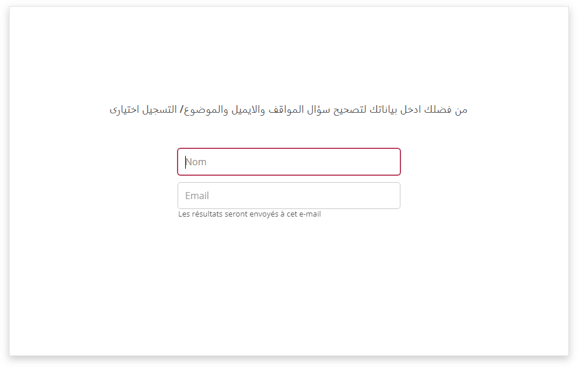 من فضلك ادخل بياناتك لتصحيح سؤال المواقف والايميل والموضوع/ التسجيل اختيارى
Nom
Email
Les résultats seront envoyés à cet e-mail